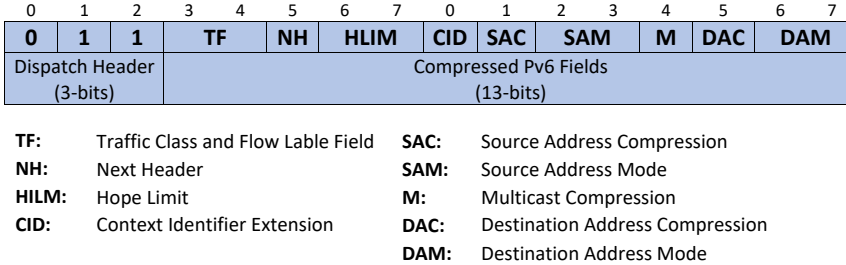 0 1 2 3 4 5 6 7 0 1 2 3 4 5 6 7
0 1 1 TF NH HLIM CID SAC SAM M DAC DAM
Dispatch Header Compressed Pv6 Fields
(3-bits) (13-bits)
TF: Traffic Class and Flow Lable Field SAC: Source Address Compression
NH: Next Header SAM: Source Address Mode
HILM: Hope Limit M: Multicast Compression
CID: Context Identifier Extension DAC: Destination Address Compression
DAM: Destination Address Mode